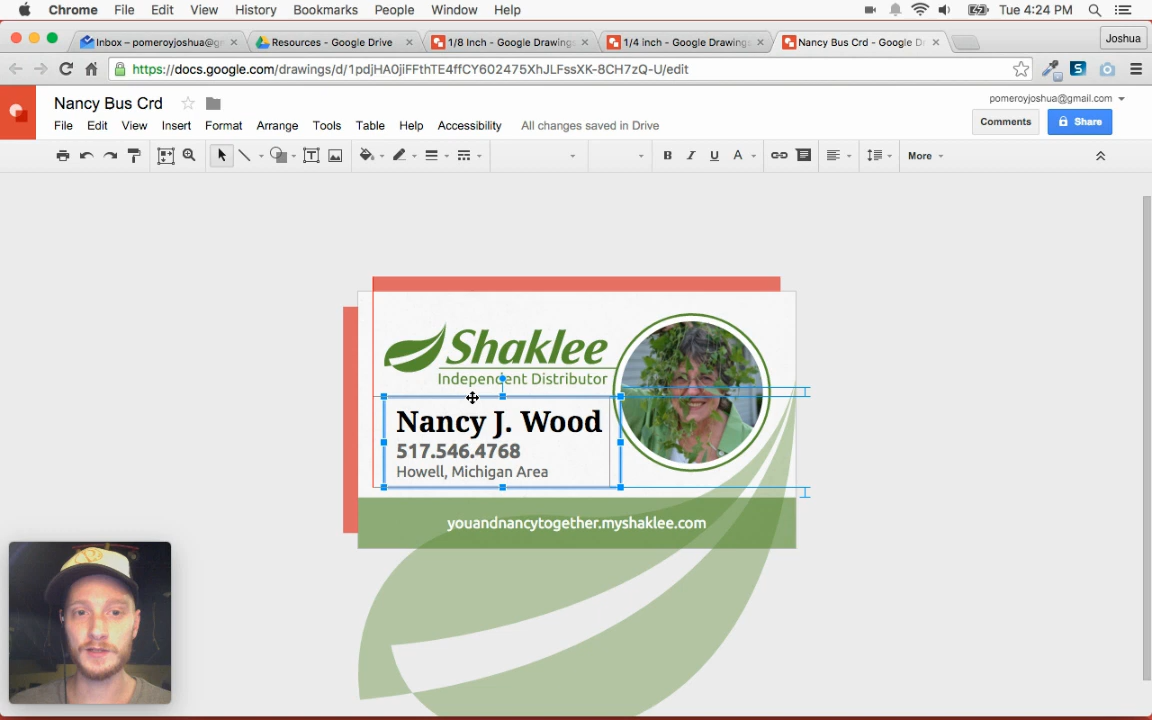 Chrome File Edit View History Bookmarks People Window Help Tue 4:24 PM
Inbox – pomeroyjoshua@g Resources - Google Drive 1/8 Inch - Google Drawings 1/4 inch - Google Drawings Nancy Bus Crd - Google D Joshua
https://docs.google.com/drawings/d/1pdjHA0jiFFthTE4ffCY602475XhJLFssXK-8CH7zQ-U/edit
Nancy Bus Crd pomeroyjoshua@gmail.com
File Edit View Insert Format Arrange Tools Table Help Accessibility All changes saved in Drive Comments Share
B I U A More
Shaklee
Independent Distributor
Nancy J. Wood
517.546.4768
Howell, Michigan Area
youandnancytogether.myshaklee.com